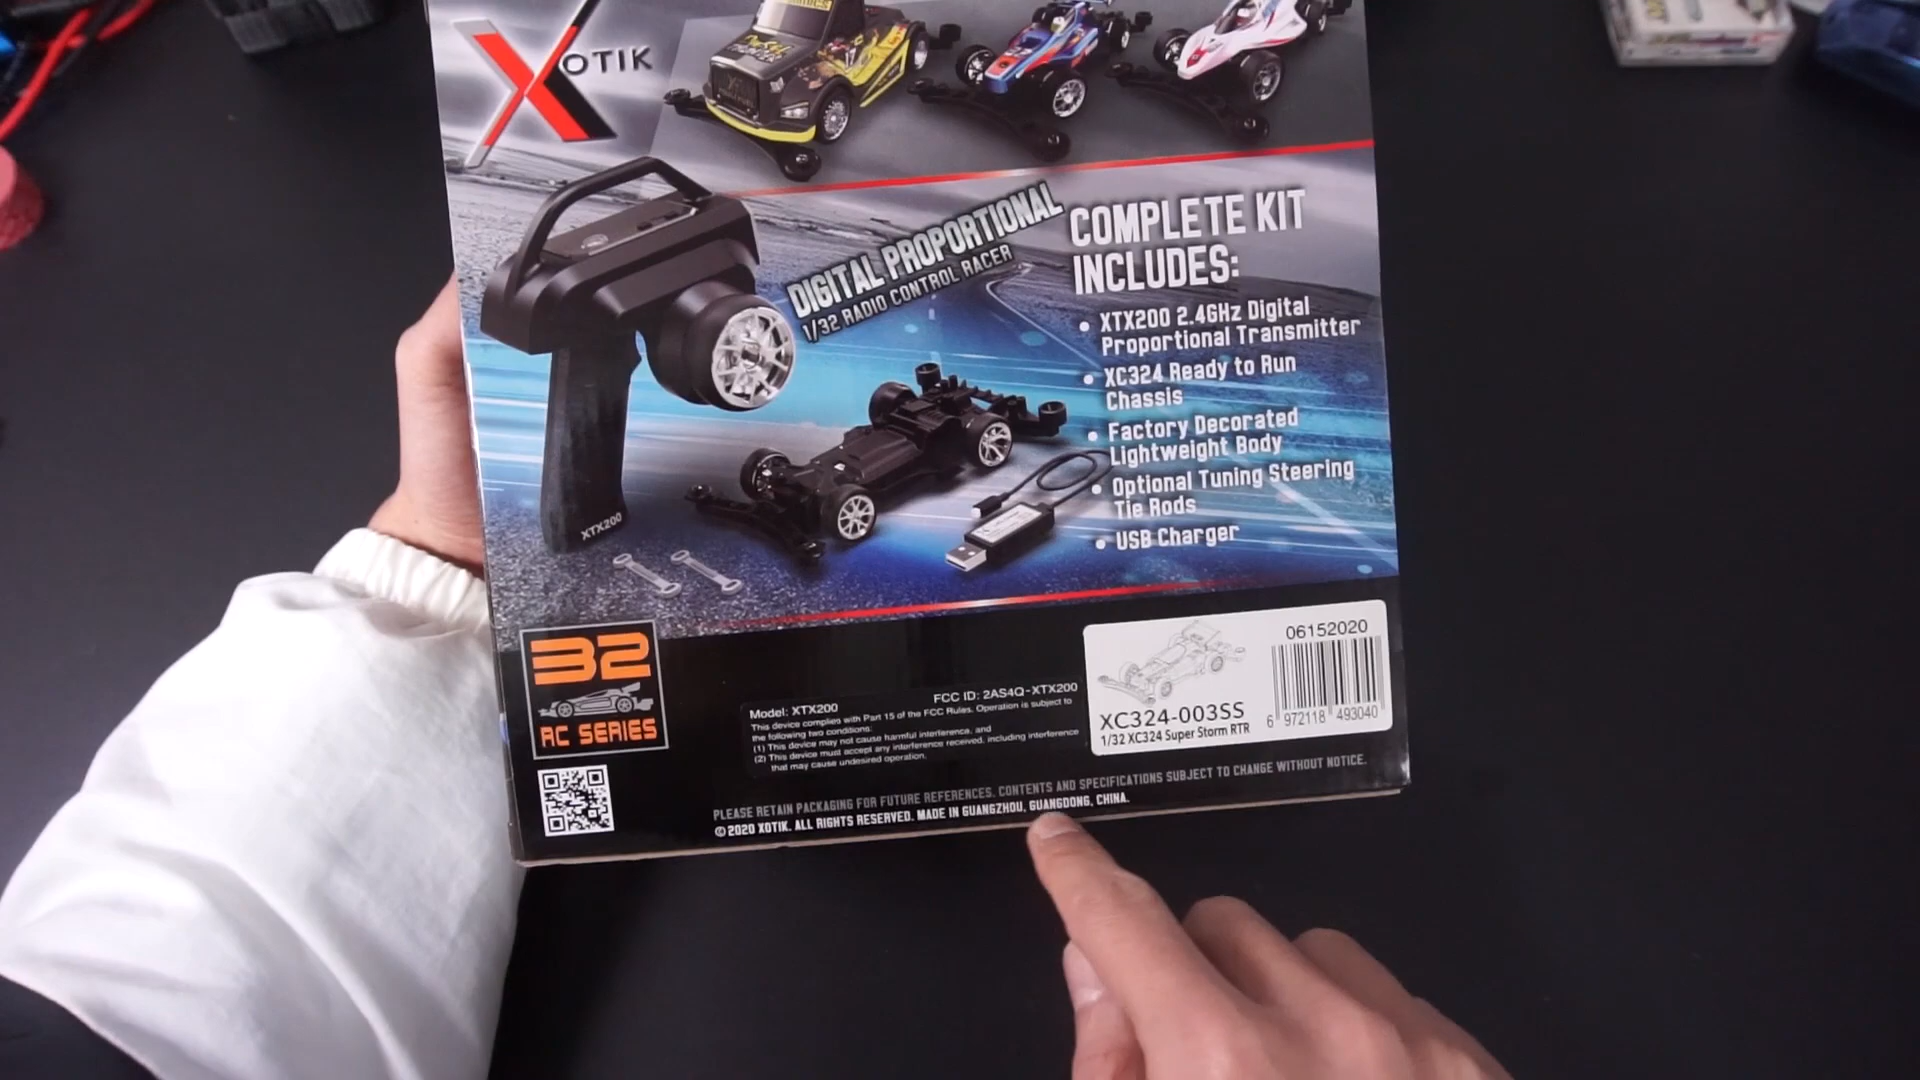 XOTIK
DIGITAL PROPORTIONAL
1/32 RADIO CONTROL RACER
COMPLETE KIT
INCLUDES:
• XTX200 2.4GHz Digital
Proportional Transmitter
• XC324 Ready to Run
Chassis
• Factory Decorated
Lightweight Body
• Optional Tuning Steering
Tie Rods
• USB Charger
XTX200
32
RC SERIES
Model: XTX200
FCC ID: 2AS4Q-XTX200
This device complies with Part 15 of the FCC Rules. Operation is subject to
the following two conditions:
(1) This device may not cause harmful interference, and
(2) This device must accept any interference received, including interference
that may cause undesired operation.
06152020
XC324-003SS
1/32 XC324 Super Storm RTR
6 972118 493040
PLEASE RETAIN PACKAGING FOR FUTURE REFERENCES. CONTENTS AND SPECIFICATIONS SUBJECT TO CHANGE WITHOUT NOTICE.
© 2020 XOTIK. ALL RIGHTS RESERVED. MADE IN GUANGZHOU, GUANGDONG, CHINA.